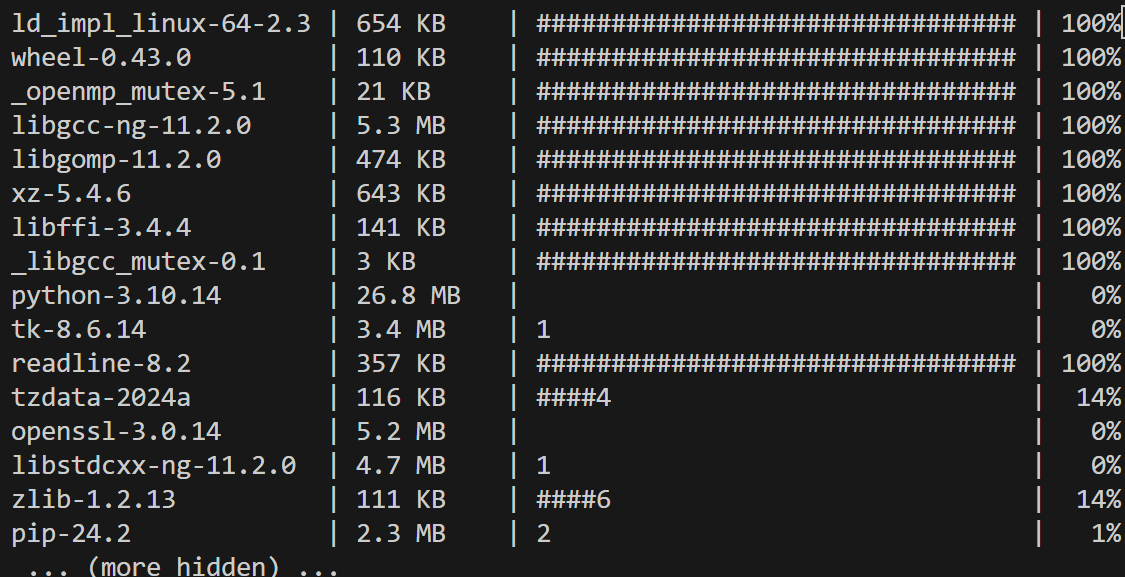 ld_impl_linux-64-2.3 | 654 KB | ################################ | 100%
wheel-0.43.0 | 110 KB | ################################ | 100%
_openmp_mutex-5.1 | 21 KB | ################################ | 100%
libgcc-ng-11.2.0 | 5.3 MB | ################################ | 100%
libgomp-11.2.0 | 474 KB | ################################ | 100%
xz-5.4.6 | 643 KB | ################################ | 100%
libffi-3.4.4 | 141 KB | ################################ | 100%
_libgcc_mutex-0.1 | 3 KB | ################################ | 100%
python-3.10.14 | 26.8 MB | | 0%
tk-8.6.14 | 3.4 MB | 1 | 0%
readline-8.2 | 357 KB | ################################ | 100%
tzdata-2024a | 116 KB | ####4 | 14%
openssl-3.0.14 | 5.2 MB | | 0%
libstdcxx-ng-11.2.0 | 4.7 MB | 1 | 0%
zlib-1.2.13 | 111 KB | ####6 | 14%
pip-24.2 | 2.3 MB | 2 | 1%
... (more hidden) ...